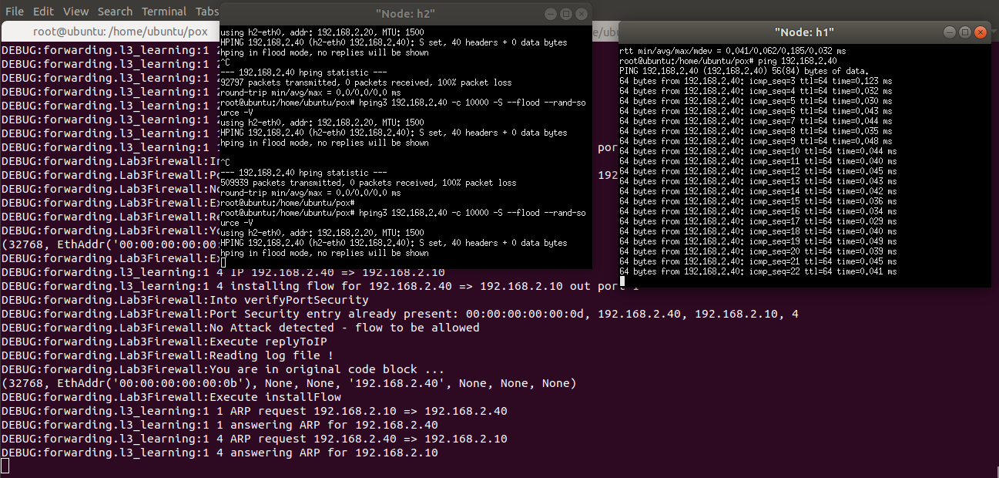 File Edit View Search Terminal Tabs
root@ubuntu: /home/ubuntu/pox
DEBUG:forwarding.l3_learning:1
DEBUG:forwarding.l3_learning:1
DEBUG:forwarding.l3_learning:1
DEBUG:forwarding.l3_learning:1
DEBUG:forwarding.l3_learning:1
DEBUG:forwarding.l3_learning:1
DEBUG:forwarding.l3_learning:1
DEBUG:forwarding.l3_learning:1 por
DEBUG:forwarding.Lab3Firewall:In
DEBUG:forwarding.Lab3Firewall:Po 192
DEBUG:forwarding.Lab3Firewall:No
DEBUG:forwarding.Lab3Firewall:Ex
DEBUG:forwarding.Lab3Firewall:Re
DEBUG:forwarding.Lab3Firewall:Yo
(32768, EthAddr('00:00:00:00:00:
DEBUG:forwarding.Lab3Firewall:Ex
DEBUG:forwarding.l3_learning:1 4 IP 192.168.2.40 => 192.168.2.10
DEBUG:forwarding.l3_learning:1 4 installing flow for 192.168.2.40 => 192.168.2.10 out port 1
DEBUG:forwarding.Lab3Firewall:Into verifyPortSecurity
DEBUG:forwarding.Lab3Firewall:Port Security entry already present: 00:00:00:00:00:0d, 192.168.2.40, 192.168.2.10, 4
DEBUG:forwarding.Lab3Firewall:No Attack detected - flow to be allowed
DEBUG:forwarding.Lab3Firewall:Execute replyToIP
DEBUG:forwarding.Lab3Firewall:Reading log file !
DEBUG:forwarding.Lab3Firewall:You are in original code block ...
(32768, EthAddr('00:00:00:00:00:0b'), None, None, '192.168.2.40', None, None, None)
DEBUG:forwarding.Lab3Firewall:Execute installFlow
DEBUG:forwarding.l3_learning:1 1 ARP request 192.168.2.10 => 192.168.2.40
DEBUG:forwarding.l3_learning:1 1 answering ARP for 192.168.2.40
DEBUG:forwarding.l3_learning:1 4 ARP request 192.168.2.40 => 192.168.2.10
DEBUG:forwarding.l3_learning:1 4 answering ARP for 192.168.2.10
"Node: h2"
using h2-eth0, addr: 192.168.2.20, MTU: 1500
HPING 192.168.2.40 (h2-eth0 192.168.2.40): S set, 40 headers + 0 data bytes
hping in flood mode, no replies will be shown
^C
--- 192.168.2.40 hping statistic ---
92797 packets transmitted, 0 packets received, 100% packet loss
round-trip min/avg/max = 0.0/0.0/0.0 ms
root@ubuntu:/home/ubuntu/pox# hping3 192.168.2.40 -c 10000 -S --flood --rand-so
urce -V
using h2-eth0, addr: 192.168.2.20, MTU: 1500
HPING 192.168.2.40 (h2-eth0 192.168.2.40): S set, 40 headers + 0 data bytes
hping in flood mode, no replies will be shown
^C
--- 192.168.2.40 hping statistic ---
509939 packets transmitted, 0 packets received, 100% packet loss
round-trip min/avg/max = 0.0/0.0/0.0 ms
root@ubuntu:/home/ubuntu/pox#
root@ubuntu:/home/ubuntu/pox# hping3 192.168.2.40 -c 10000 -S --flood --rand-so
urce -V
using h2-eth0, addr: 192.168.2.20, MTU: 1500
HPING 192.168.2.40 (h2-eth0 192.168.2.40): S set, 40 headers + 0 data bytes
hping in flood mode, no replies will be shown
"Node: h1"
rtt min/avg/max/mdev = 0.041/0.062/0.185/0.032 ms
root@ubuntu:/home/ubuntu/pox# ping 192.168.2.40
PING 192.168.2.40 (192.168.2.40) 56(84) bytes of data.
64 bytes from 192.168.2.40: icmp_seq=3 ttl=64 time=0.123 ms
64 bytes from 192.168.2.40: icmp_seq=4 ttl=64 time=0.032 ms
64 bytes from 192.168.2.40: icmp_seq=5 ttl=64 time=0.030 ms
64 bytes from 192.168.2.40: icmp_seq=6 ttl=64 time=0.043 ms
64 bytes from 192.168.2.40: icmp_seq=7 ttl=64 time=0.044 ms
64 bytes from 192.168.2.40: icmp_seq=8 ttl=64 time=0.035 ms
64 bytes from 192.168.2.40: icmp_seq=9 ttl=64 time=0.048 ms
64 bytes from 192.168.2.40: icmp_seq=10 ttl=64 time=0.044 ms
64 bytes from 192.168.2.40: icmp_seq=11 ttl=64 time=0.040 ms
64 bytes from 192.168.2.40: icmp_seq=12 ttl=64 time=0.045 ms
64 bytes from 192.168.2.40: icmp_seq=13 ttl=64 time=0.043 ms
64 bytes from 192.168.2.40: icmp_seq=14 ttl=64 time=0.042 ms
64 bytes from 192.168.2.40: icmp_seq=15 ttl=64 time=0.036 ms
64 bytes from 192.168.2.40: icmp_seq=16 ttl=64 time=0.034 ms
64 bytes from 192.168.2.40: icmp_seq=17 ttl=64 time=0.029 ms
64 bytes from 192.168.2.40: icmp_seq=18 ttl=64 time=0.040 ms
64 bytes from 192.168.2.40: icmp_seq=19 ttl=64 time=0.049 ms
64 bytes from 192.168.2.40: icmp_seq=20 ttl=64 time=0.039 ms
64 bytes from 192.168.2.40: icmp_seq=21 ttl=64 time=0.045 ms
64 bytes from 192.168.2.40: icmp_seq=22 ttl=64 time=0.041 ms